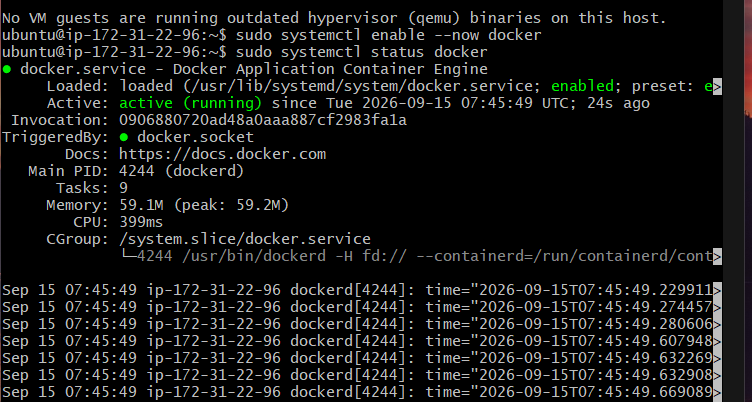 No VM guests are running outdated hypervisor (qemu) binaries on this host.
ubuntu@ip-172-31-22-96:~$ sudo systemctl enable --now docker
ubuntu@ip-172-31-22-96:~$ sudo systemctl status docker
● docker.service - Docker Application Container Engine
     Loaded: loaded (/usr/lib/systemd/system/docker.service; enabled; preset: e>
     Active: active (running) since Tue 2026-09-15 07:45:49 UTC; 24s ago
 Invocation: 0906880720ad48a0aaa887cf2983fa1a
TriggeredBy: ● docker.socket
       Docs: https://docs.docker.com
   Main PID: 4244 (dockerd)
      Tasks: 9
     Memory: 59.1M (peak: 59.2M)
        CPU: 399ms
     CGroup: /system.slice/docker.service
             └─4244 /usr/bin/dockerd -H fd:// --containerd=/run/containerd/cont>
Sep 15 07:45:49 ip-172-31-22-96 dockerd[4244]: time="2026-09-15T07:45:49.229911>
Sep 15 07:45:49 ip-172-31-22-96 dockerd[4244]: time="2026-09-15T07:45:49.274457>
Sep 15 07:45:49 ip-172-31-22-96 dockerd[4244]: time="2026-09-15T07:45:49.280606>
Sep 15 07:45:49 ip-172-31-22-96 dockerd[4244]: time="2026-09-15T07:45:49.607948>
Sep 15 07:45:49 ip-172-31-22-96 dockerd[4244]: time="2026-09-15T07:45:49.632269>
Sep 15 07:45:49 ip-172-31-22-96 dockerd[4244]: time="2026-09-15T07:45:49.632908>
Sep 15 07:45:49 ip-172-31-22-96 dockerd[4244]: time="2026-09-15T07:45:49.669089>